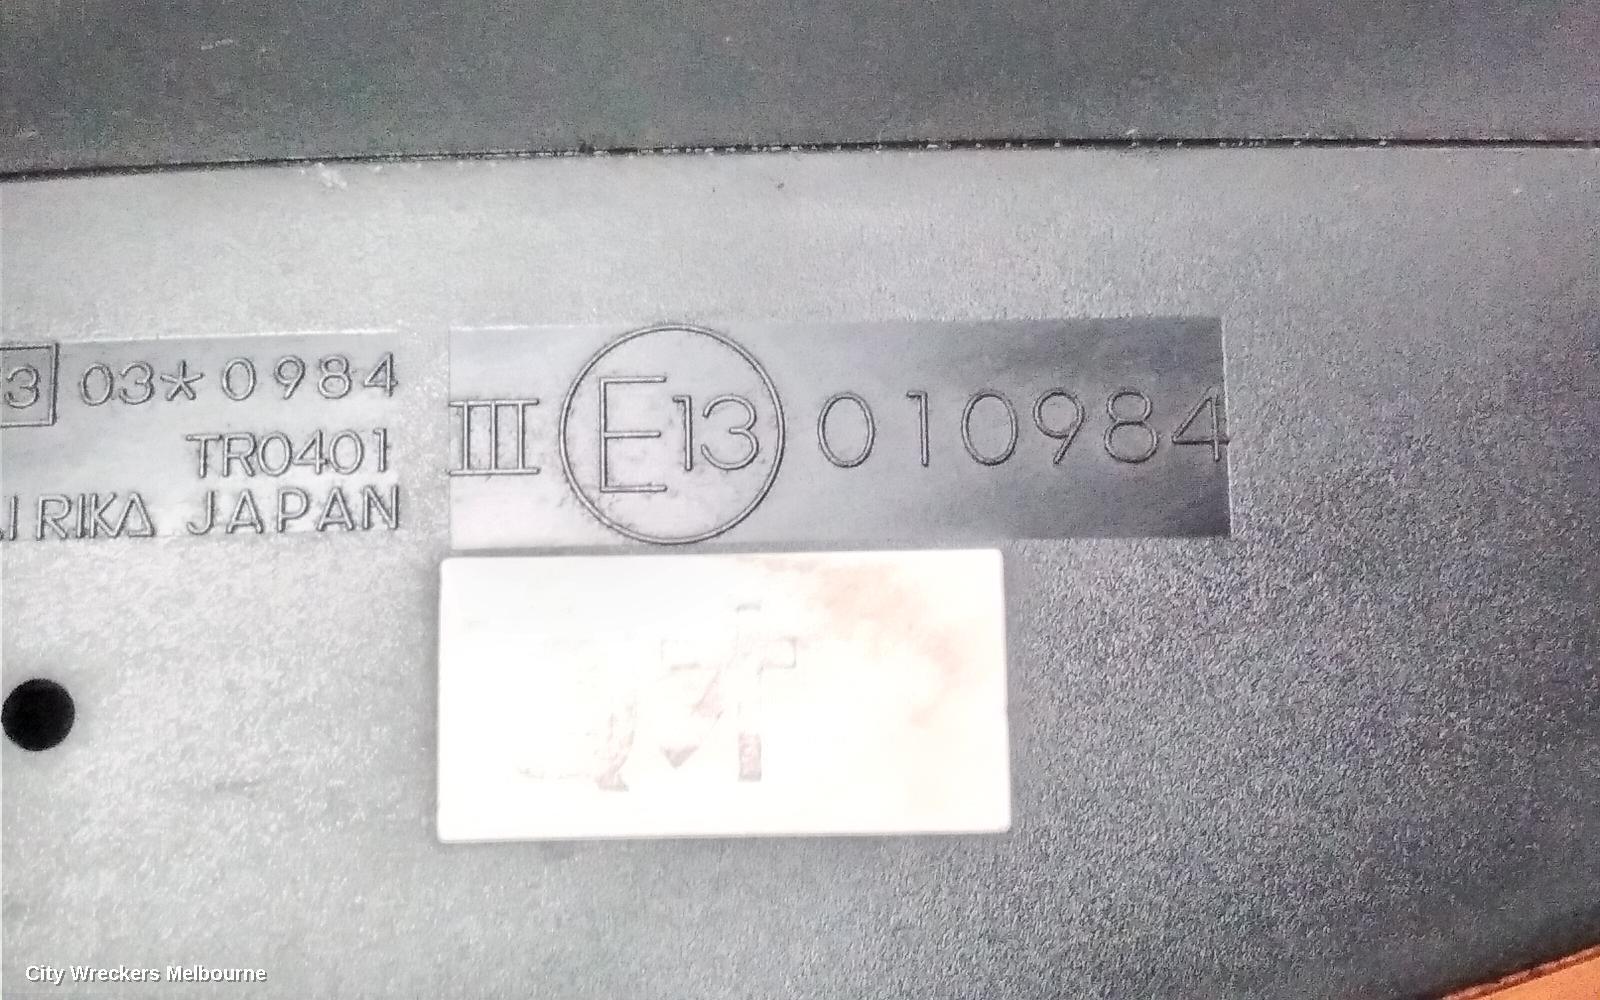 3 03*0984
TR0401
RIKA JAPAN
III E13 010984
City Wreckers Melbourne